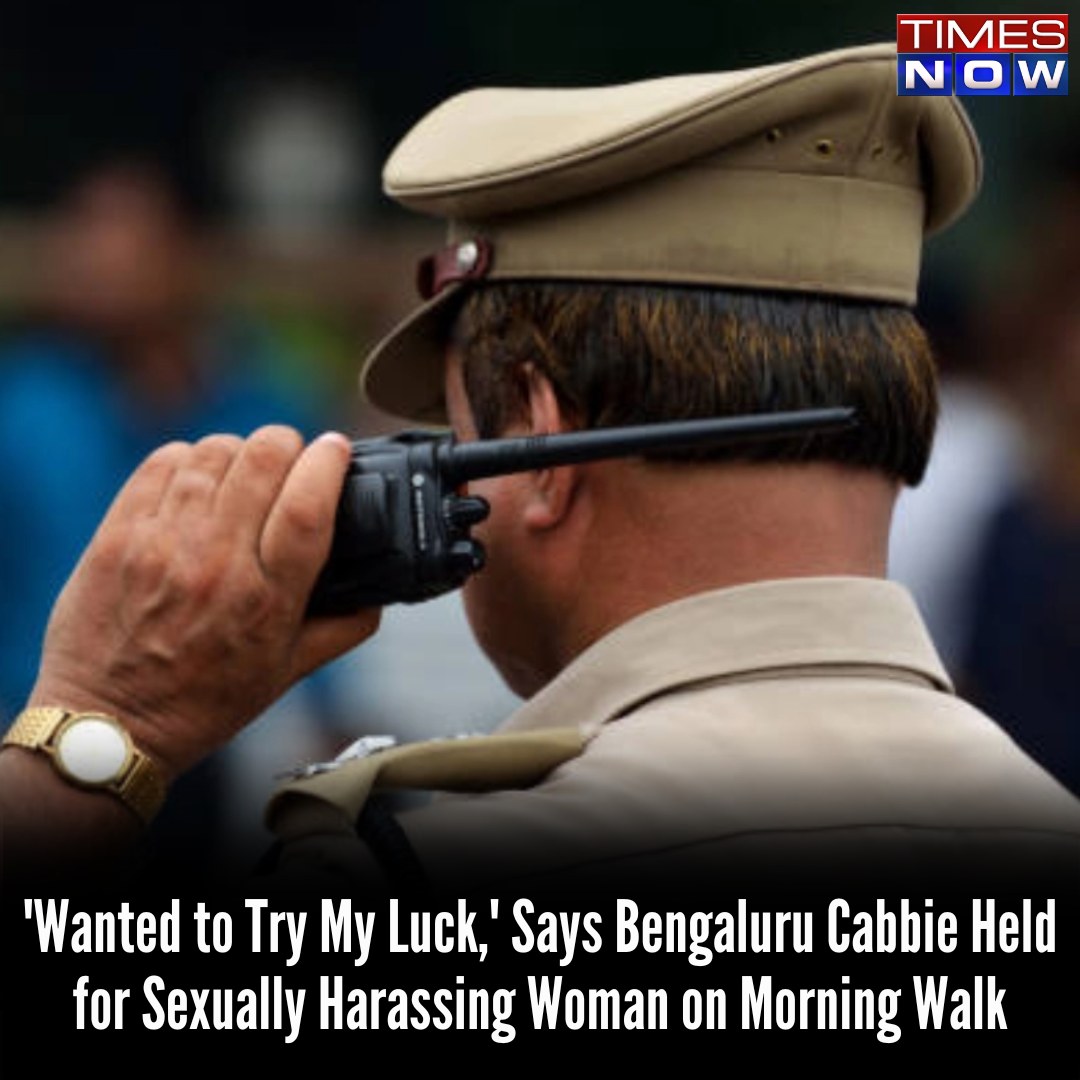 TIMES
NOW
'Wanted to Try My Luck,' Says Bengaluru Cabbie Held
for Sexually Harassing Woman on Morning Walk